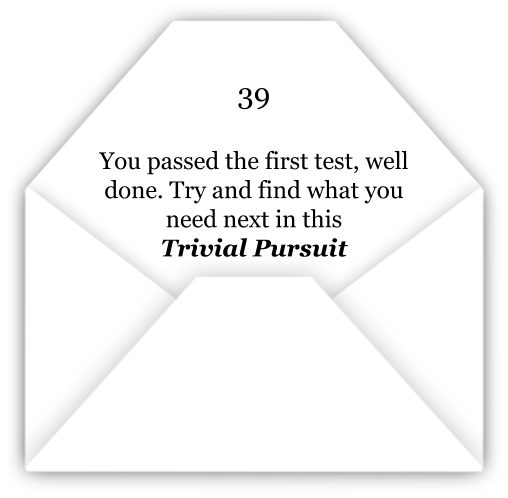 39
You passed the first test, well
done. Try and find what you
need next in this
Trivial Pursuit